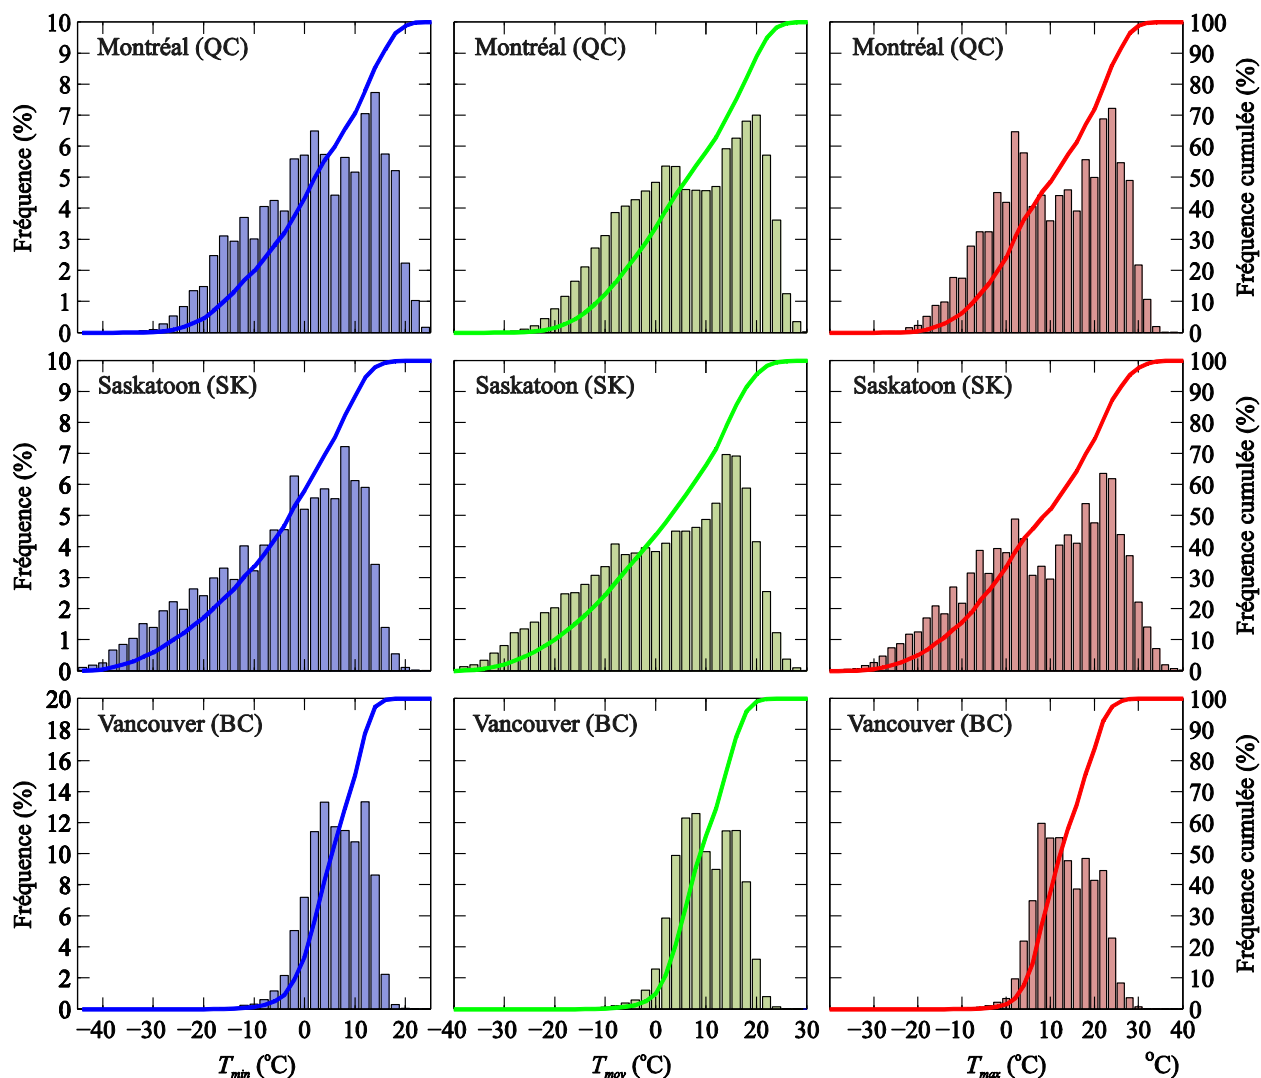 Montréal (QC) Montréal (QC) Montréal (QC)
Fréquence (%)
10 9 8 7 6 5 4 3 2 1 0
100 90 80 70 60 50 40 30 20 10 0
Fréquence cumulée (%)
Saskatoon (SK) Saskatoon (SK) Saskatoon (SK)
Fréquence (%)
10 9 8 7 6 5 4 3 2 1 0
100 90 80 70 60 50 40 30 20 10 0
Fréquence cumulée (%)
Vancouver (BC) Vancouver (BC) Vancouver (BC)
Fréquence (%)
20 18 16 14 12 10 8 6 4 2 0
100 90 80 70 60 50 40 30 20 10 0
Fréquence cumulée (%)
−40 −30 −20 −10 0 10 20 −40 −30 −20 −10 0 10 20 30 −30 −20 −10 0 10 20 30 40
Tmin (°C) Tmoy (°C) Tmax (°C) °C)